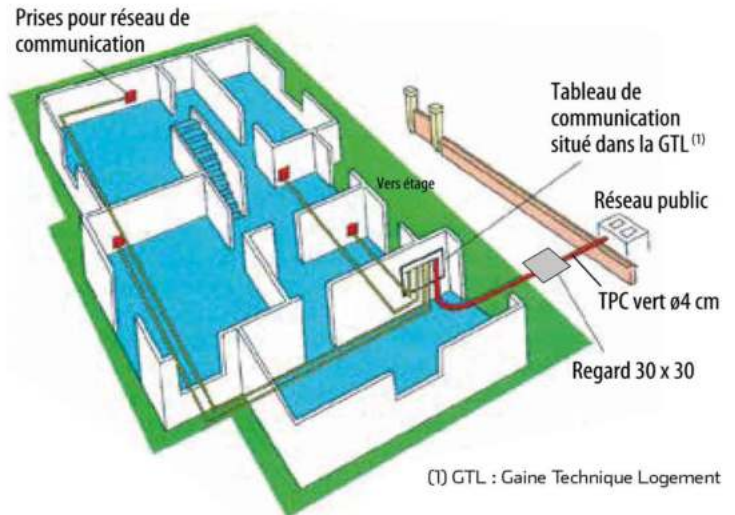 Prises pour réseau de
communication
Tableau de
communication
situé dans la GTL (1)
Vers étage
Réseau public
TPC vert ø4 cm
Regard 30 x 30
(1) GTL : Gaine Technique Logement